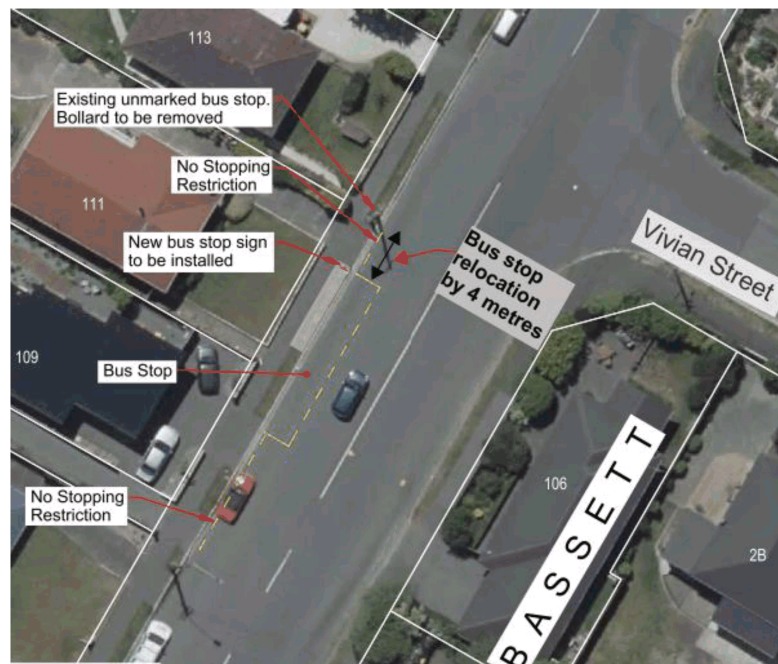 113
Existing unmarked bus stop.
Bollard to be removed
No Stopping
Restriction
111
New bus stop sign
to be installed
Vivian Street
Bus stop
relocation
by 4 metres
109
Bus Stop
No Stopping
Restriction
106
BASSETT
2B